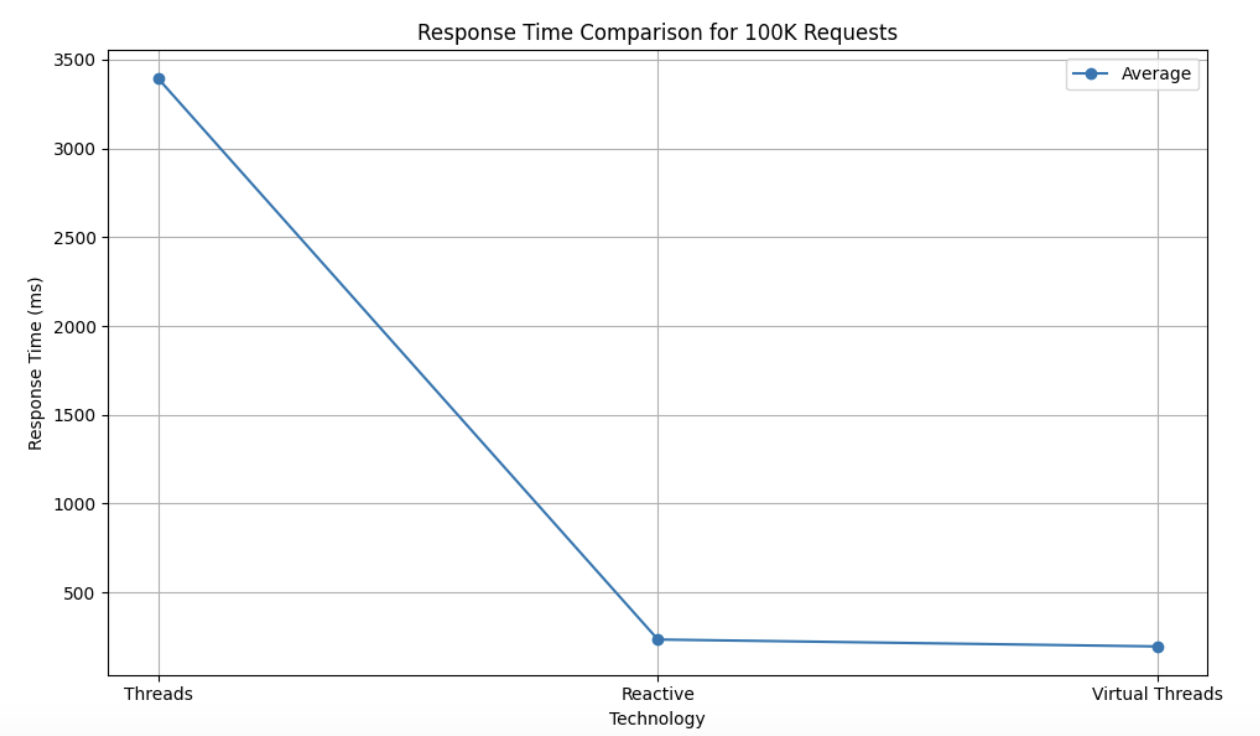 Response Time Comparison for 100K Requests
Average
3500
3000
2500
2000
1500
1000
500
Response Time (ms)
Threads
Reactive
Virtual Threads
Technology